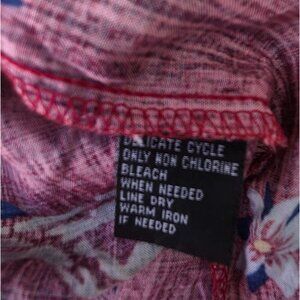 DELICATE CYCLE
ONLY NON CHLORINE
BLEACH
WHEN NEEDED
LINE DRY
WARM IRON
IF NEEDED